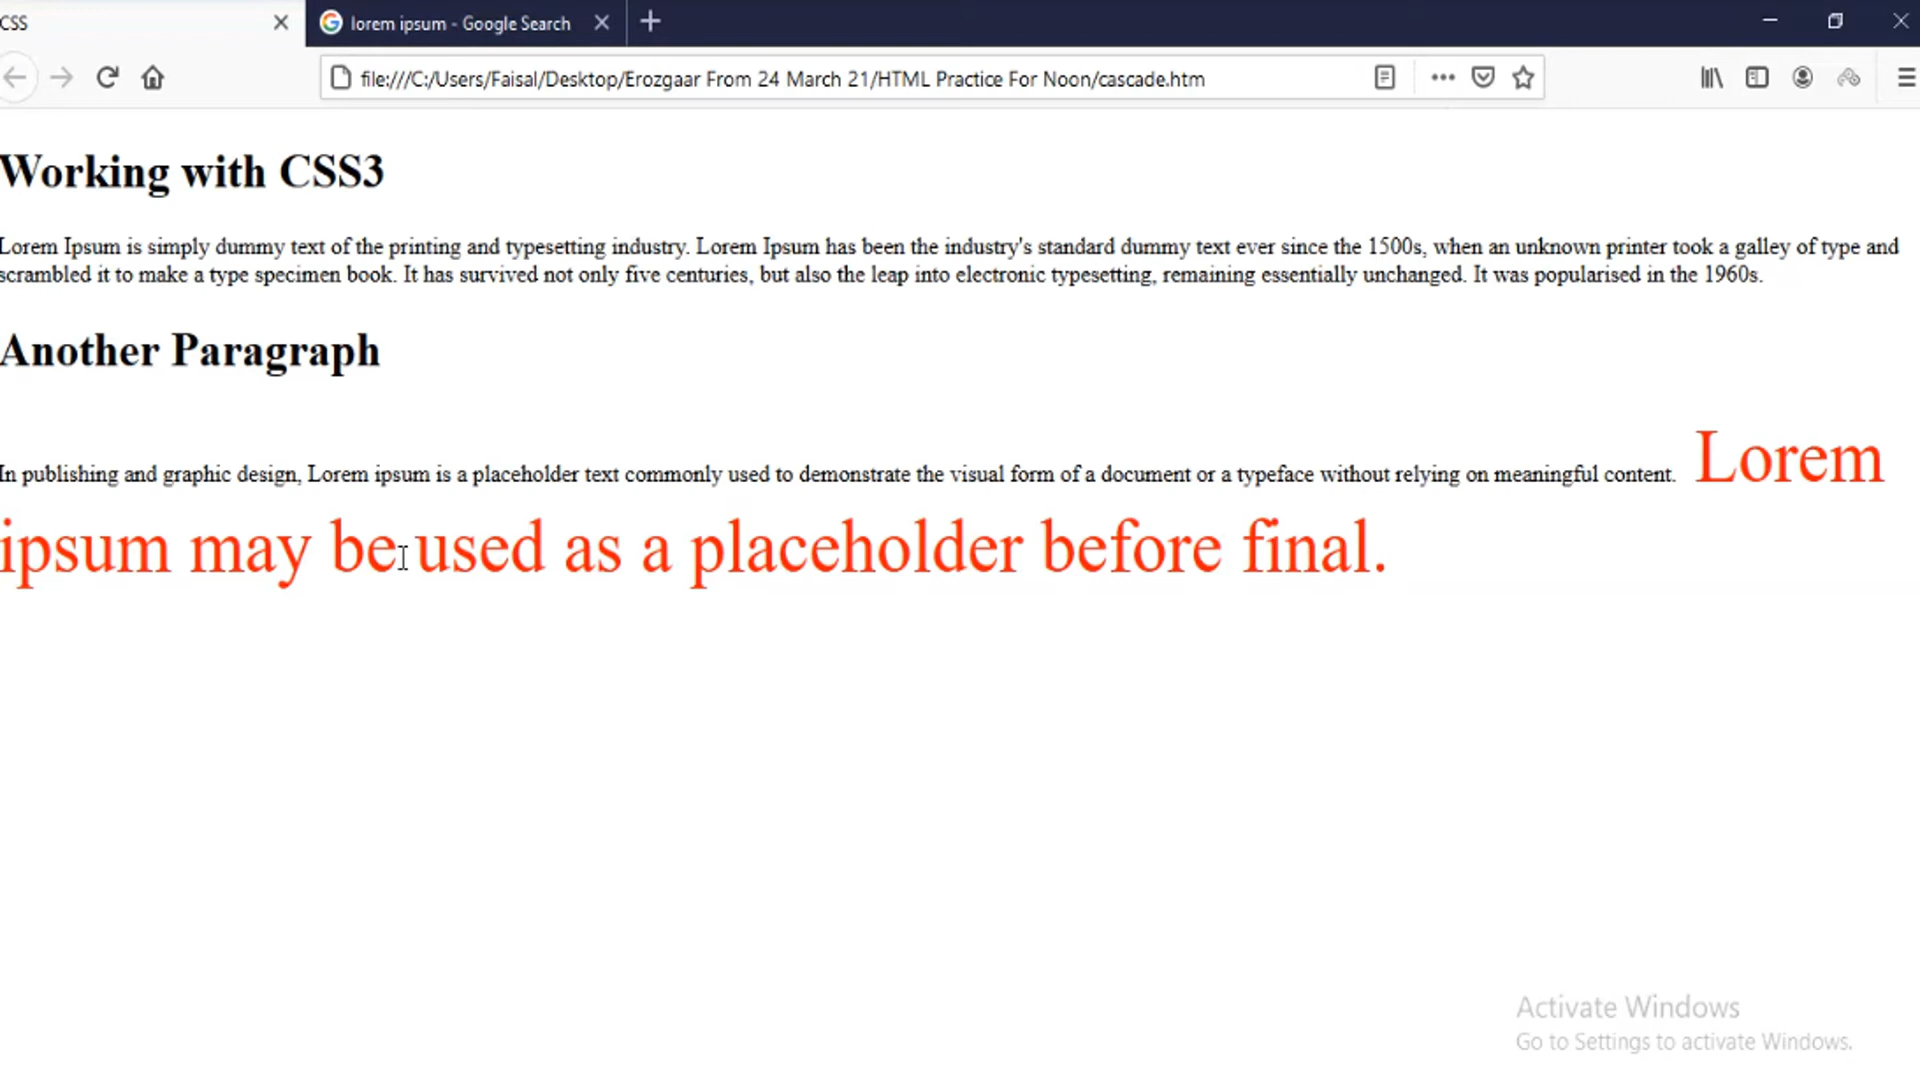 CSS
lorem ipsum - Google Search
file:///C:/Users/Faisal/Desktop/Erozgaar From 24 March 21/HTML Practice For Noon/cascade.htm
Working with CSS3
Lorem Ipsum is simply dummy text of the printing and typesetting industry. Lorem Ipsum has been the industry's standard dummy text ever since the 1500s, when an unknown printer took a galley of type and
scrambled it to make a type specimen book. It has survived not only five centuries, but also the leap into electronic typesetting, remaining essentially unchanged. It was popularised in the 1960s.
Another Paragraph
In publishing and graphic design, Lorem ipsum is a placeholder text commonly used to demonstrate the visual form of a document or a typeface without relying on meaningful content. Lorem
ipsum may be used as a placeholder before final.
Activate Windows
Go to Settings to activate Windows.